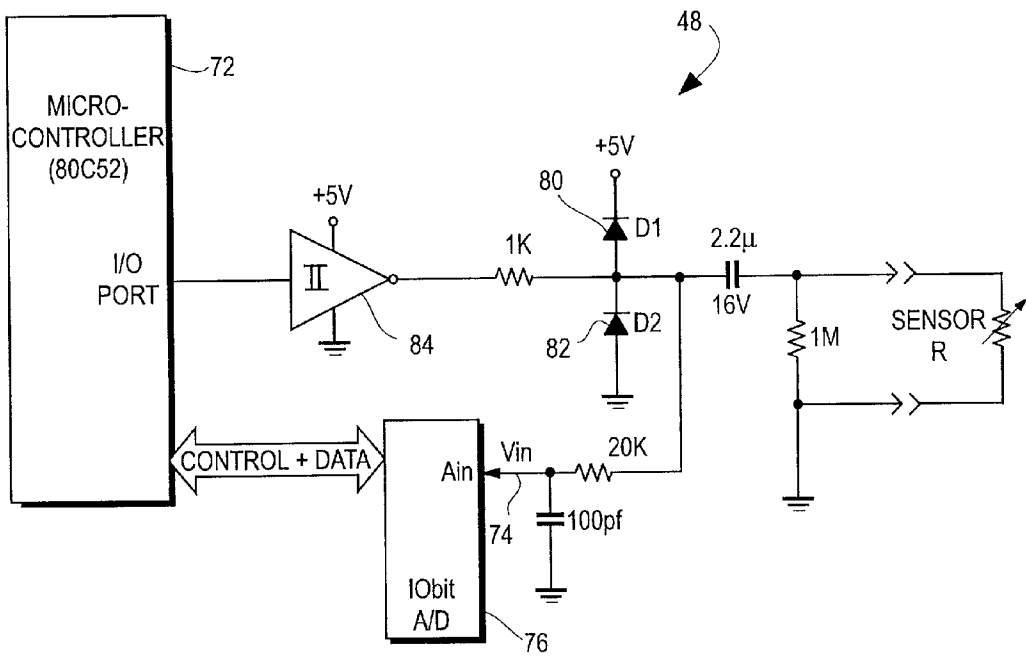 48
72
MICRO-
CONTROLLER
(80C52)
+5V
80
+5V
D1
2.2μ
1K
I/O
PORT
II
16V
84
82
D2
1M
SENSOR
R
CONTROL + DATA
Ain
Vin
20K
74
100pf
IObit
A/D
76